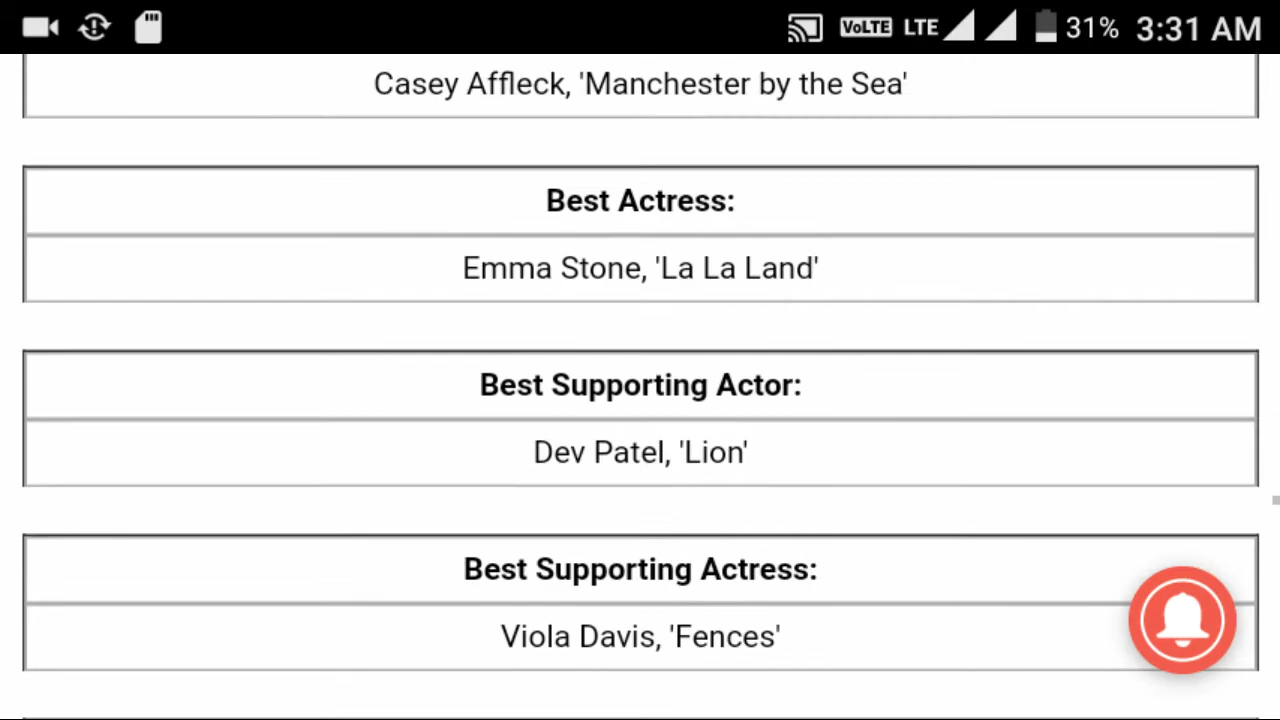 VoLTE LTE 31% 3:31 AM
Casey Affleck, 'Manchester by the Sea'
Best Actress:
Emma Stone, 'La La Land'
Best Supporting Actor:
Dev Patel, 'Lion'
Best Supporting Actress:
Viola Davis, 'Fences'